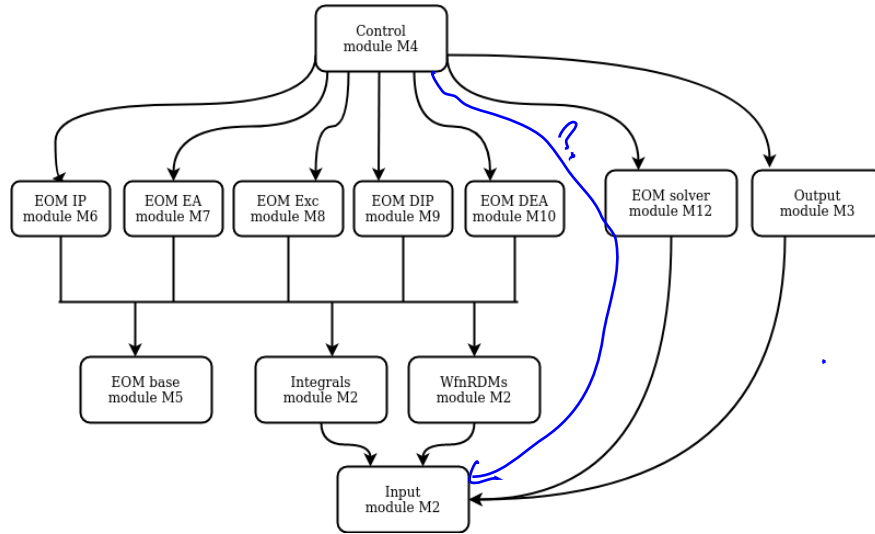 Control
module M4
?
EOM IP
module M6
EOM EA
module M7
EOM Exc
module M8
EOM DIP
module M9
EOM DEA
module M10
EOM solver
module M12
Output
module M3
EOM base
module M5
Integrals
module M2
WfnRDMs
module M2
Input
module M2